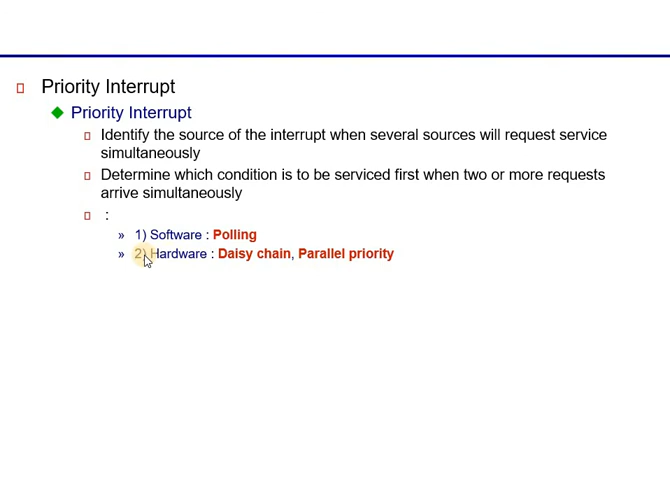 Priority Interrupt
Priority Interrupt
Identify the source of the interrupt when several sources will request service
simultaneously
Determine which condition is to be serviced first when two or more requests
arrive simultaneously
:
» 1) Software : Polling
» 2) Hardware : Daisy chain, Parallel priority